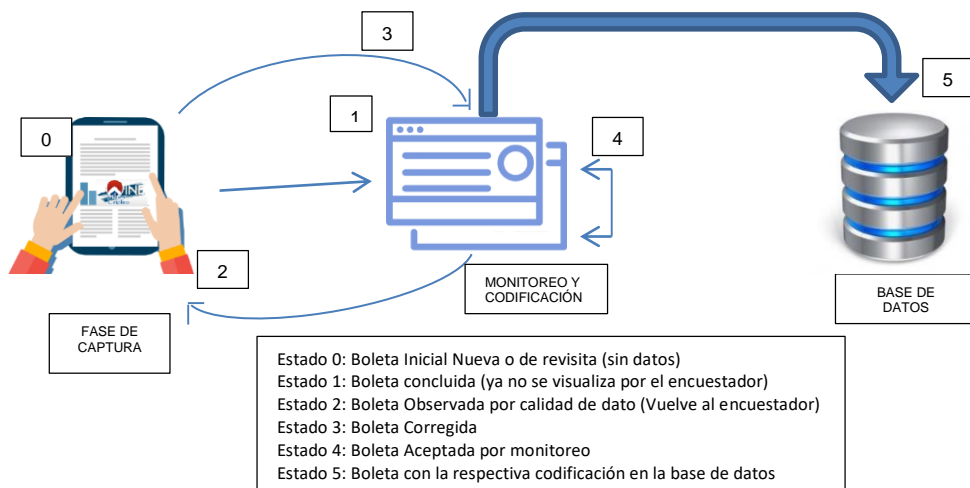 3
5
1
0
4
INE
2
MONITOREO Y
CODIFICACIÓN
BASE DE
DATOS
FASE DE
CAPTURA
Estado 0: Boleta Inicial Nueva o de revisita (sin datos)
Estado 1: Boleta concluida (ya no se visualiza por el encuestador)
Estado 2: Boleta Observada por calidad de dato (Vuelve al encuestador)
Estado 3: Boleta Corregida
Estado 4: Boleta Aceptada por monitoreo
Estado 5: Boleta con la respectiva codificación en la base de datos